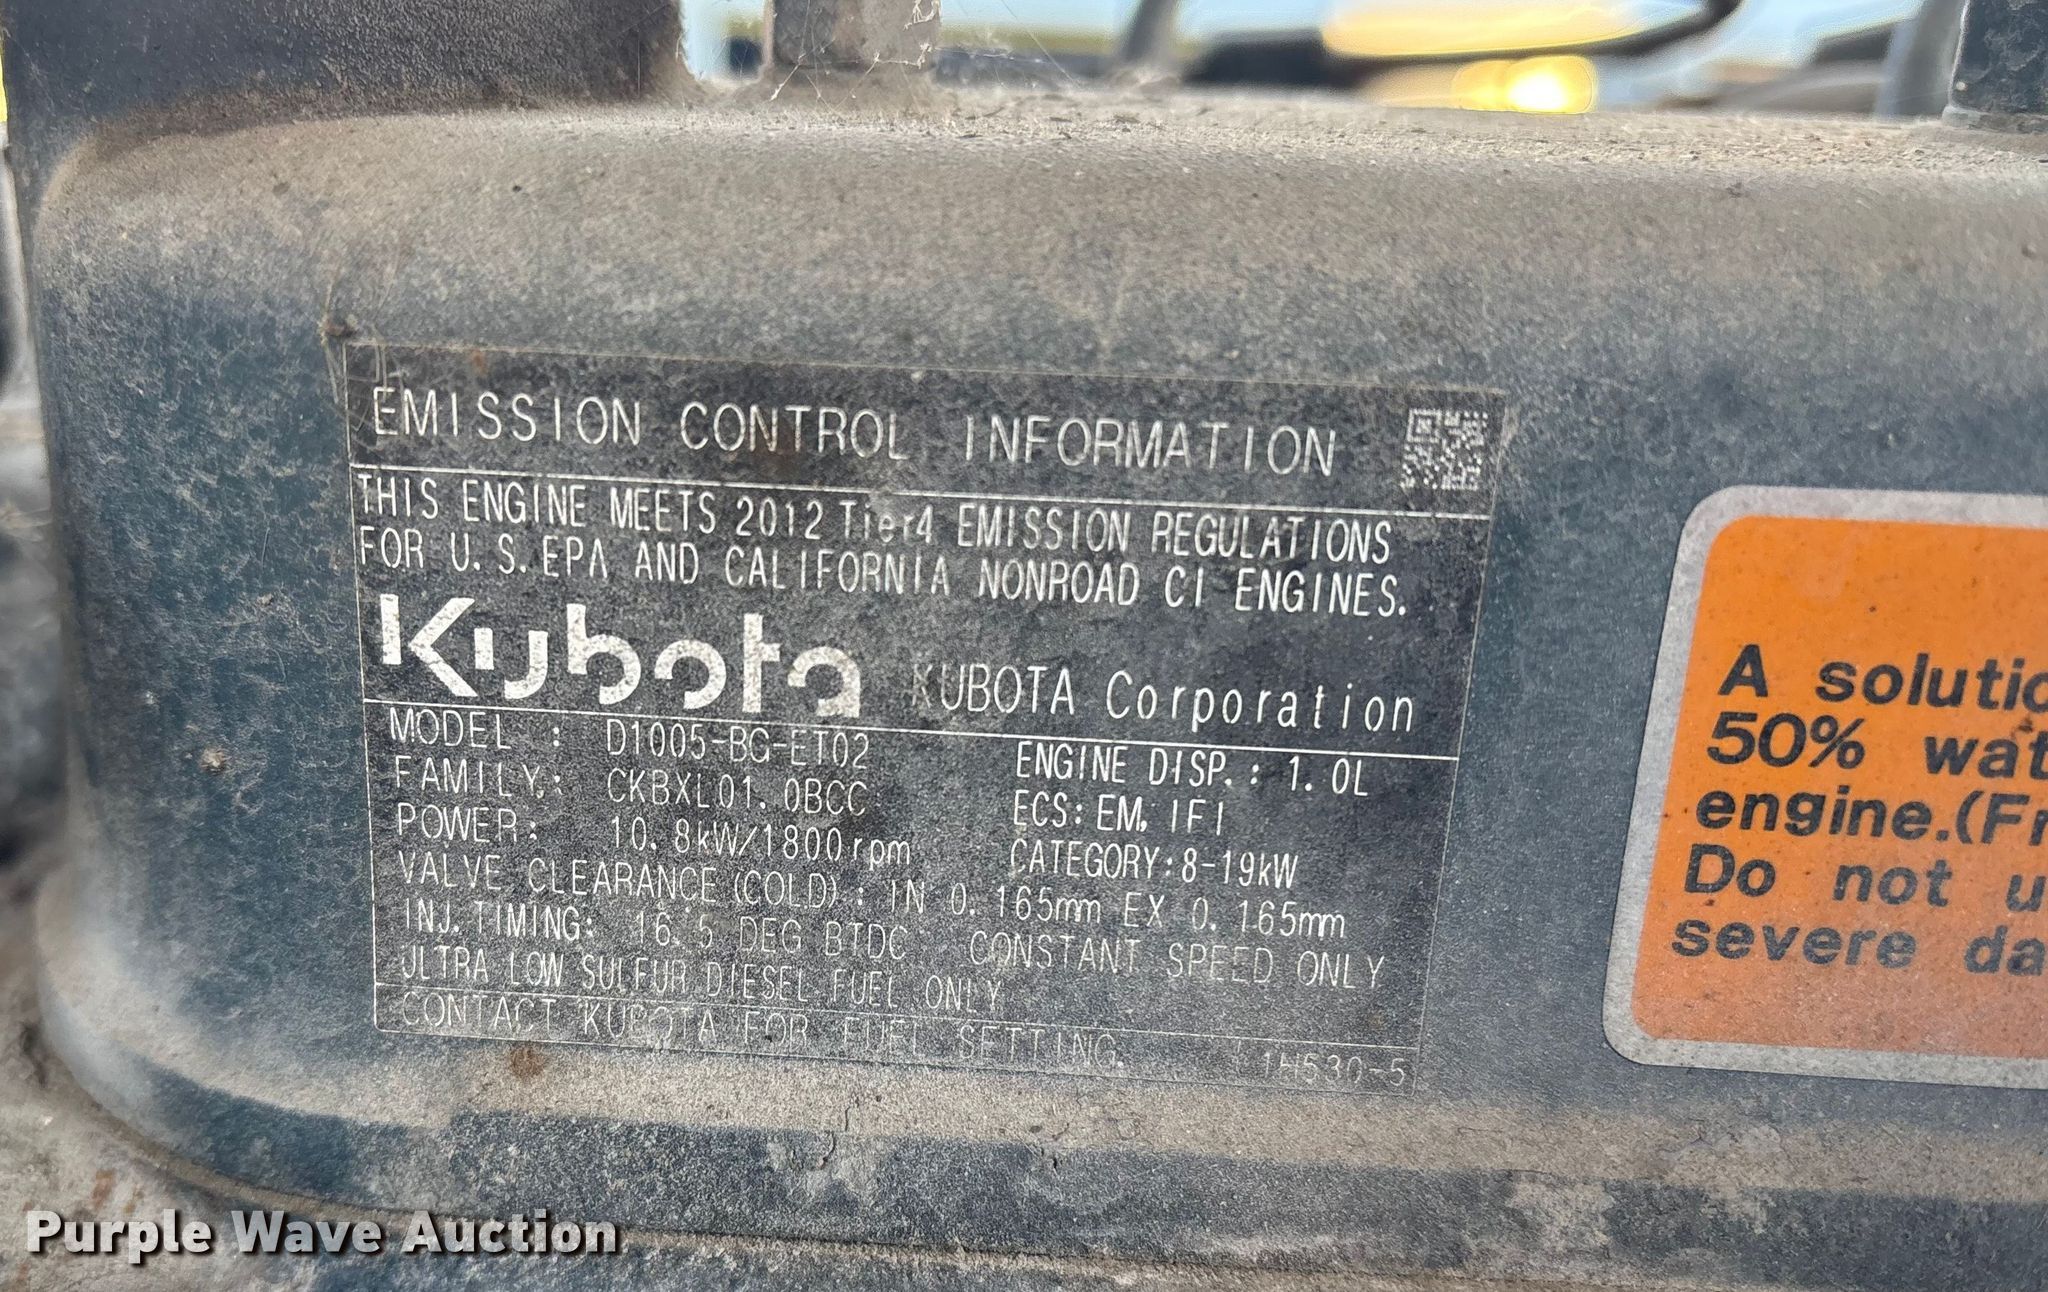 EMISSION CONTROL INFORMATION
THIS ENGINE MEETS 2012 Tier4 EMISSION REGULATIONS
FOR U.S.EPA AND CALIFORNIA NONROAD CI ENGINES.
Kubota KUBOTA Corporation
MODEL : D1005-BG-ET02 ENGINE DISP.: 1.0L
FAMILY: CKBXL01.0BCC ECS: EM, IFI
POWER: 10.8kW/1800rpm CATEGORY:8-19kW
VALVE CLEARANCE(COLD): IN 0.165mm EX 0.165mm
INJ.TIMING: 16.5 DEG BTDC CONSTANT SPEED ONLY
ULTRA LOW SULFUR DIESEL FUEL ONLY
CONTACT KUBOTA FOR FUEL SETTING. 1H530-5
A solutio
50% wat
engine.(Fr
Do not u
severe da
Purple Wave Auction